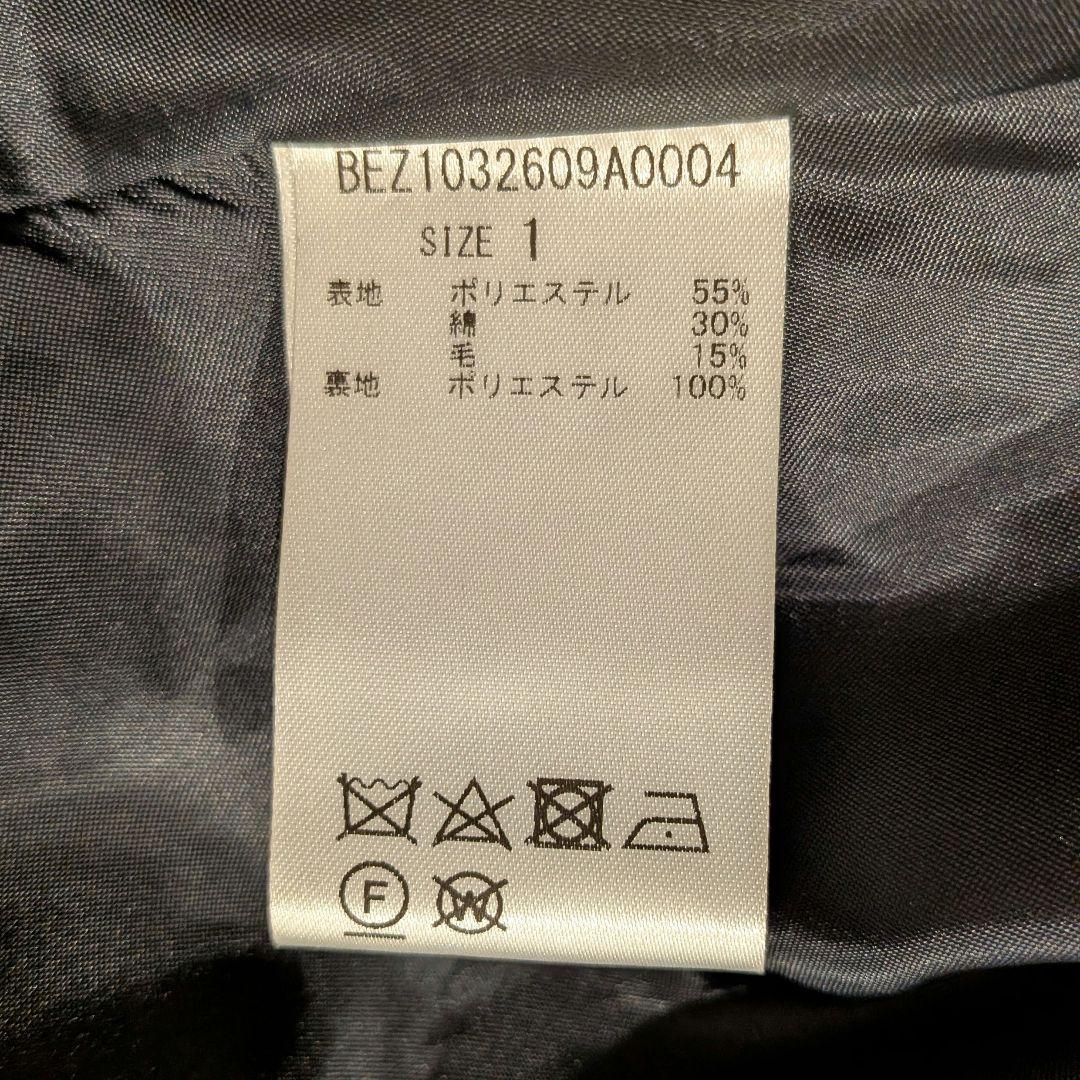 BEZ1032609A0004
SIZE 1
表地 ポリエステル 55%
綿 30%
毛 15%
裏地 ポリエステル 100%
F W